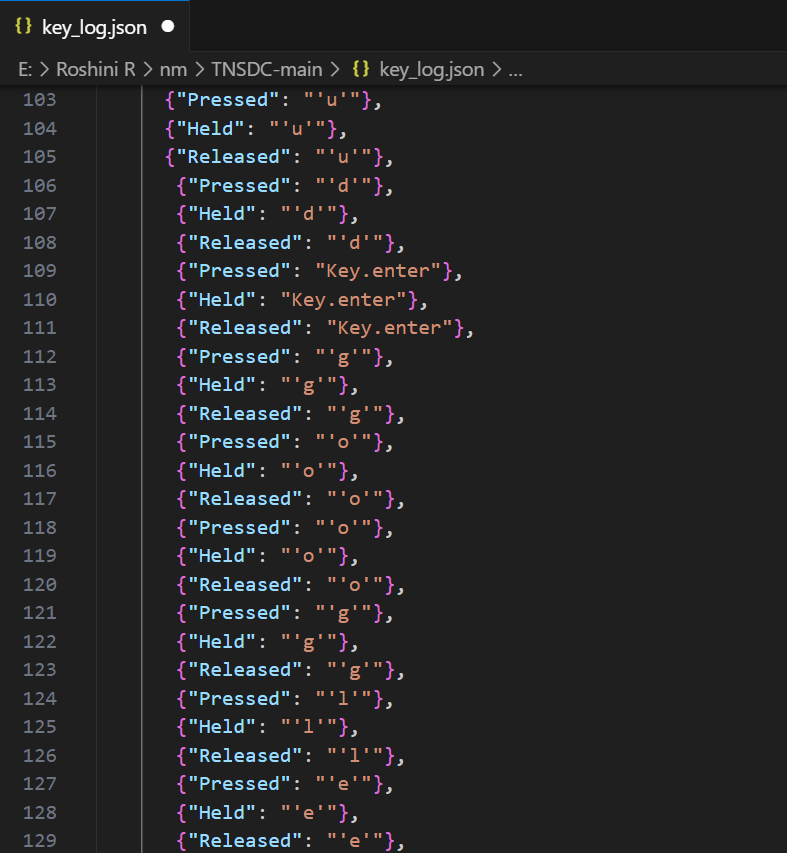 {} key_log.json
E: > Roshini R > nm > TNSDC-main > {} key_log.json > ...
103 {"Pressed": "'u'"},
104 {"Held": "'u'"},
105 {"Released": "'u'"},
106 {"Pressed": "'d'"},
107 {"Held": "'d'"},
108 {"Released": "'d'"},
109 {"Pressed": "Key.enter"},
110 {"Held": "Key.enter"},
111 {"Released": "Key.enter"},
112 {"Pressed": "'g'"},
113 {"Held": "'g'"},
114 {"Released": "'g'"},
115 {"Pressed": "'o'"},
116 {"Held": "'o'"},
117 {"Released": "'o'"},
118 {"Pressed": "'o'"},
119 {"Held": "'o'"},
120 {"Released": "'o'"},
121 {"Pressed": "'g'"},
122 {"Held": "'g'"},
123 {"Released": "'g'"},
124 {"Pressed": "'l'"},
125 {"Held": "'l'"},
126 {"Released": "'l'"},
127 {"Pressed": "'e'"},
128 {"Held": "'e'"},
129 {"Released": "'e'"},